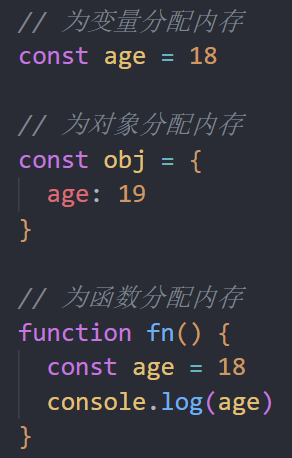 // 为变量分配内存
const age = 18
// 为对象分配内存
const obj = {
  age: 19
}
// 为函数分配内存
function fn() {
  const age = 18
  console.log(age)
}